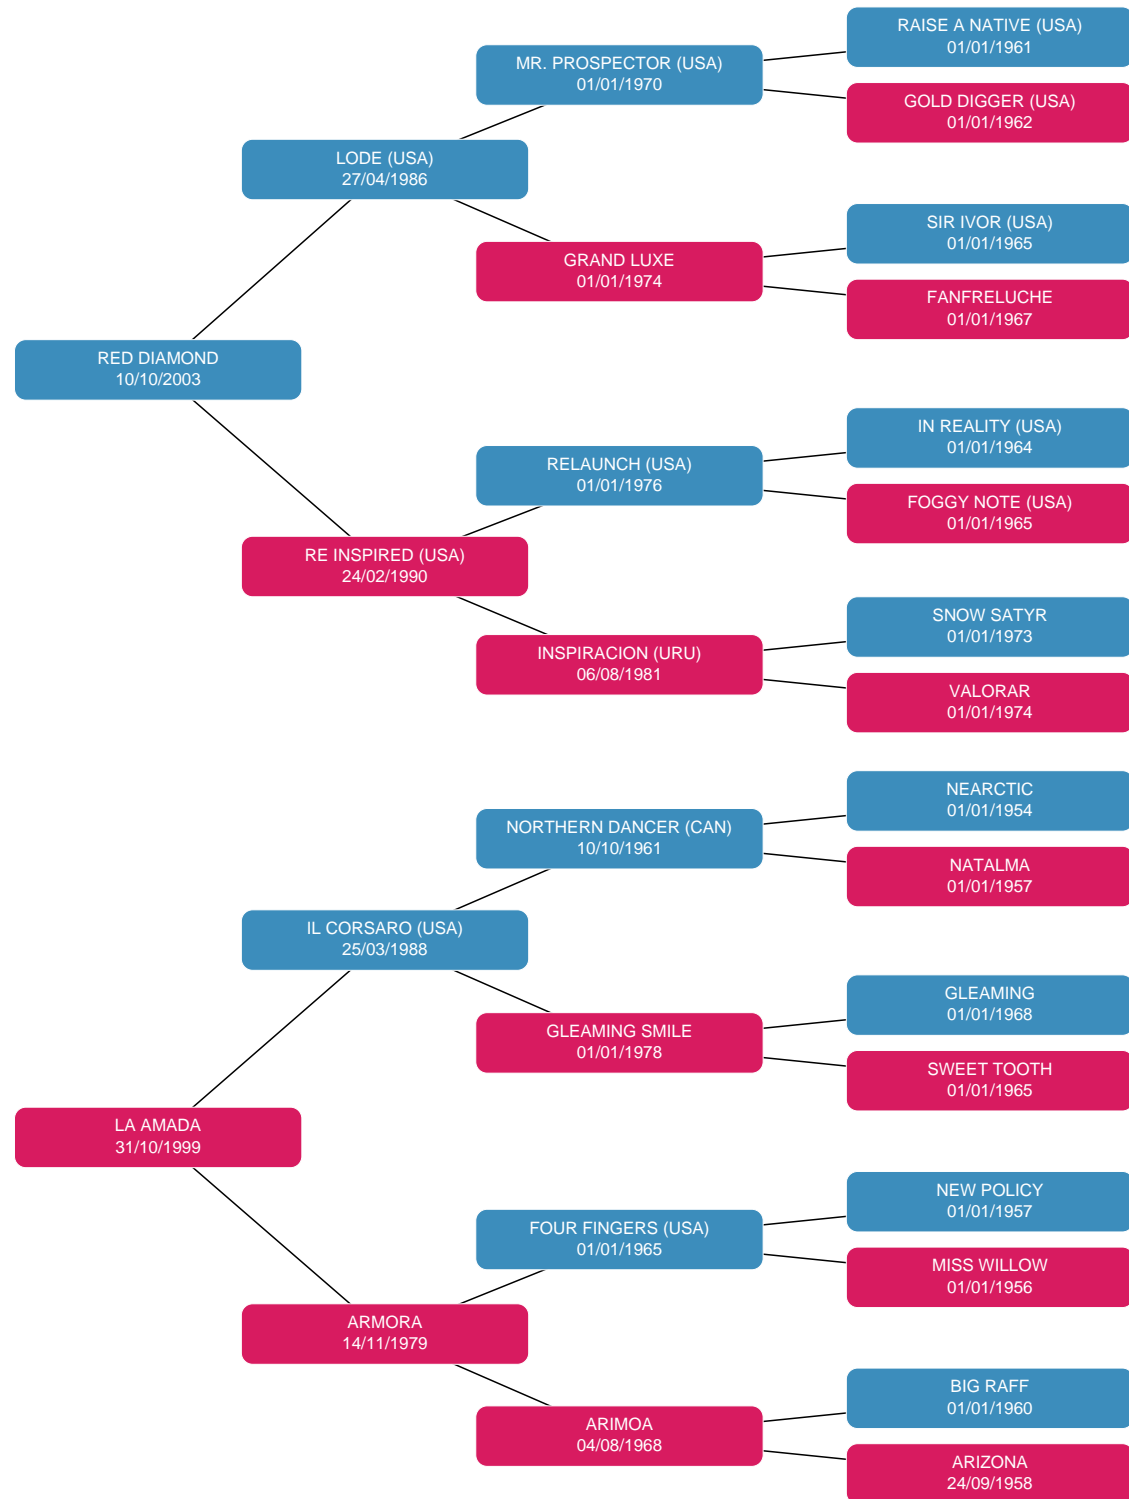 RAISE A NATIVE (USA)
01/01/1961
MR. PROSPECTOR (USA)
01/01/1970
GOLD DIGGER (USA)
01/01/1962
LODE (USA)
27/04/1986
SIR IVOR (USA)
01/01/1965
GRAND LUXE
01/01/1974
FANFRELUCHE
01/01/1967
RED DIAMOND
10/10/2003
IN REALITY (USA)
01/01/1964
RELAUNCH (USA)
01/01/1976
FOGGY NOTE (USA)
01/01/1965
RE INSPIRED (USA)
24/02/1990
SNOW SATYR
01/01/1973
INSPIRACION (URU)
06/08/1981
VALORAR
01/01/1974
NEARCTIC
01/01/1954
NORTHERN DANCER (CAN)
10/10/1961
NATALMA
01/01/1957
IL CORSARO (USA)
25/03/1988
GLEAMING
01/01/1968
GLEAMING SMILE
01/01/1978
SWEET TOOTH
01/01/1965
LA AMADA
31/10/1999
NEW POLICY
01/01/1957
FOUR FINGERS (USA)
01/01/1965
MISS WILLOW
01/01/1956
ARMORA
14/11/1979
BIG RAFF
01/01/1960
ARIMOA
04/08/1968
ARIZONA
24/09/1958